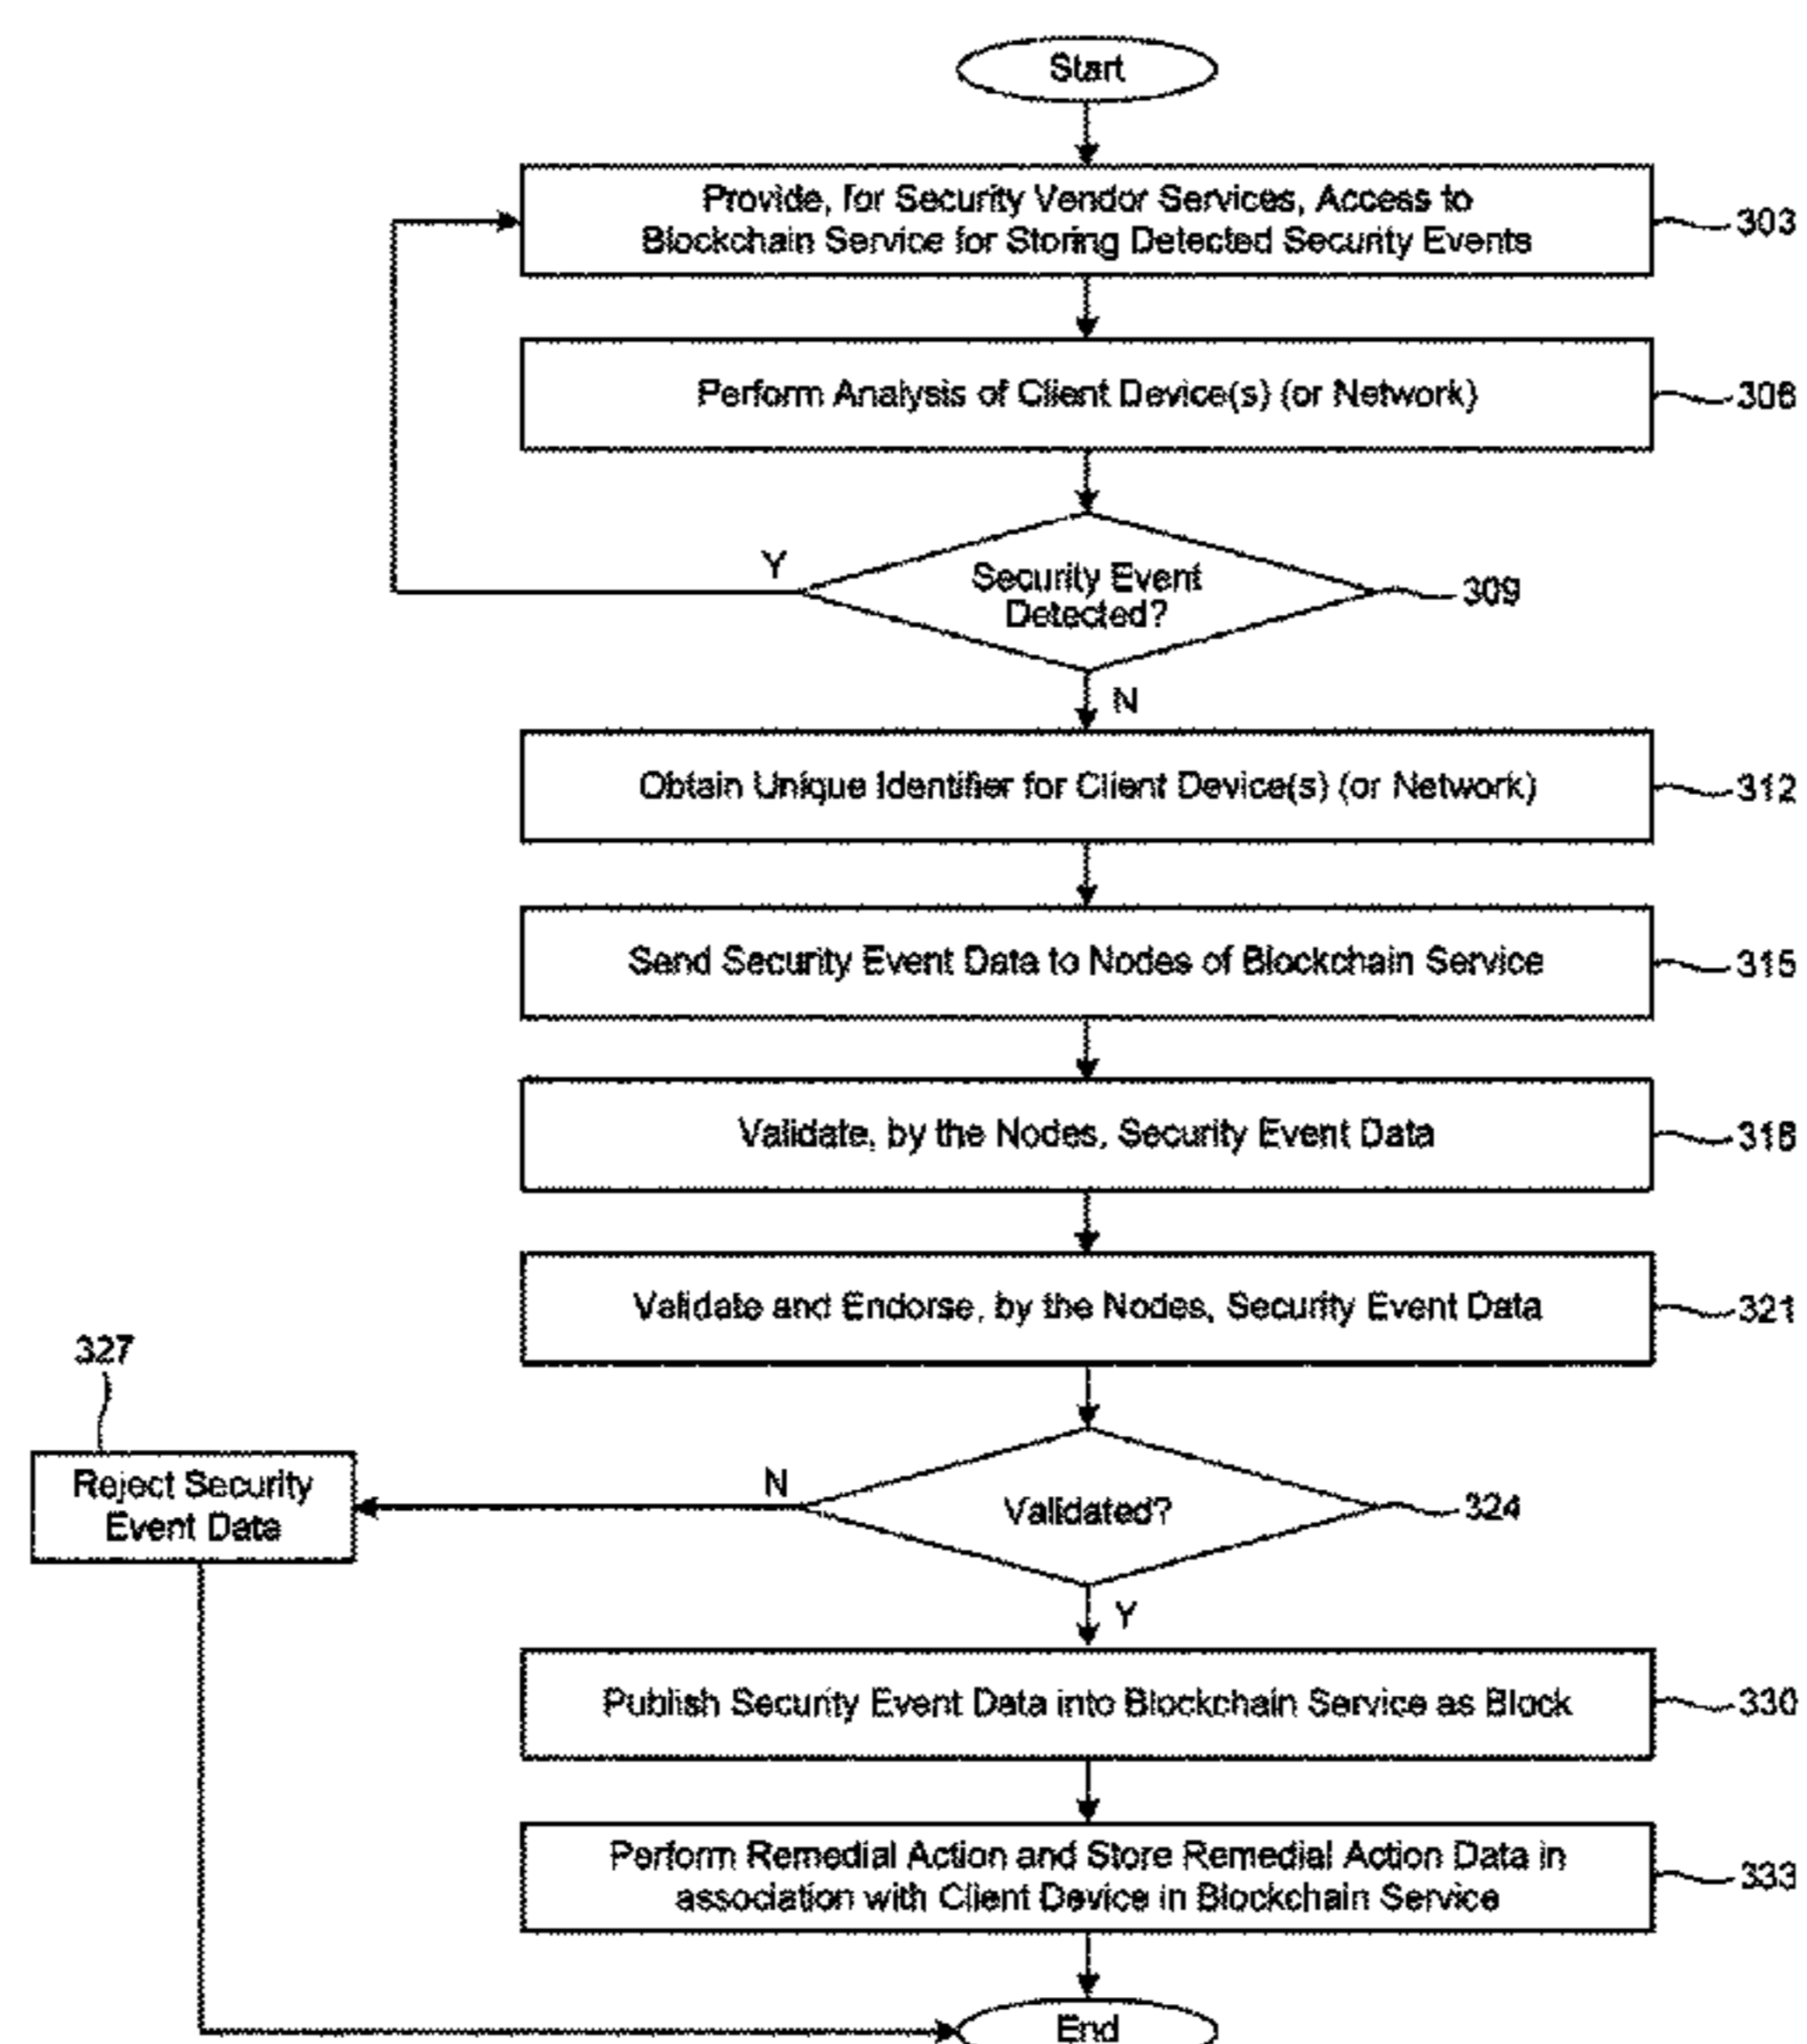 Start
Provide, for Security Vendor Services, Access to
Blockchain Service for Storing Detected Security Events
303
Perform Analysis of Client Device(s) (or Network)
306
Y
Security Event
Detected?
309
N
Obtain Unique Identifier for Client Device(s) (or Network)
312
Send Security Event Data to Nodes of Blockchain Service
315
Validate, by the Nodes, Security Event Data
318
Validate and Endorse, by the Nodes, Security Event Data
321
327
Reject Security
Event Data
N
Validated?
324
Y
Publish Security Event Data into Blockchain Service as Block
330
Perform Remedial Action and Store Remedial Action Data in
association with Client Device in Blockchain Service
333
End